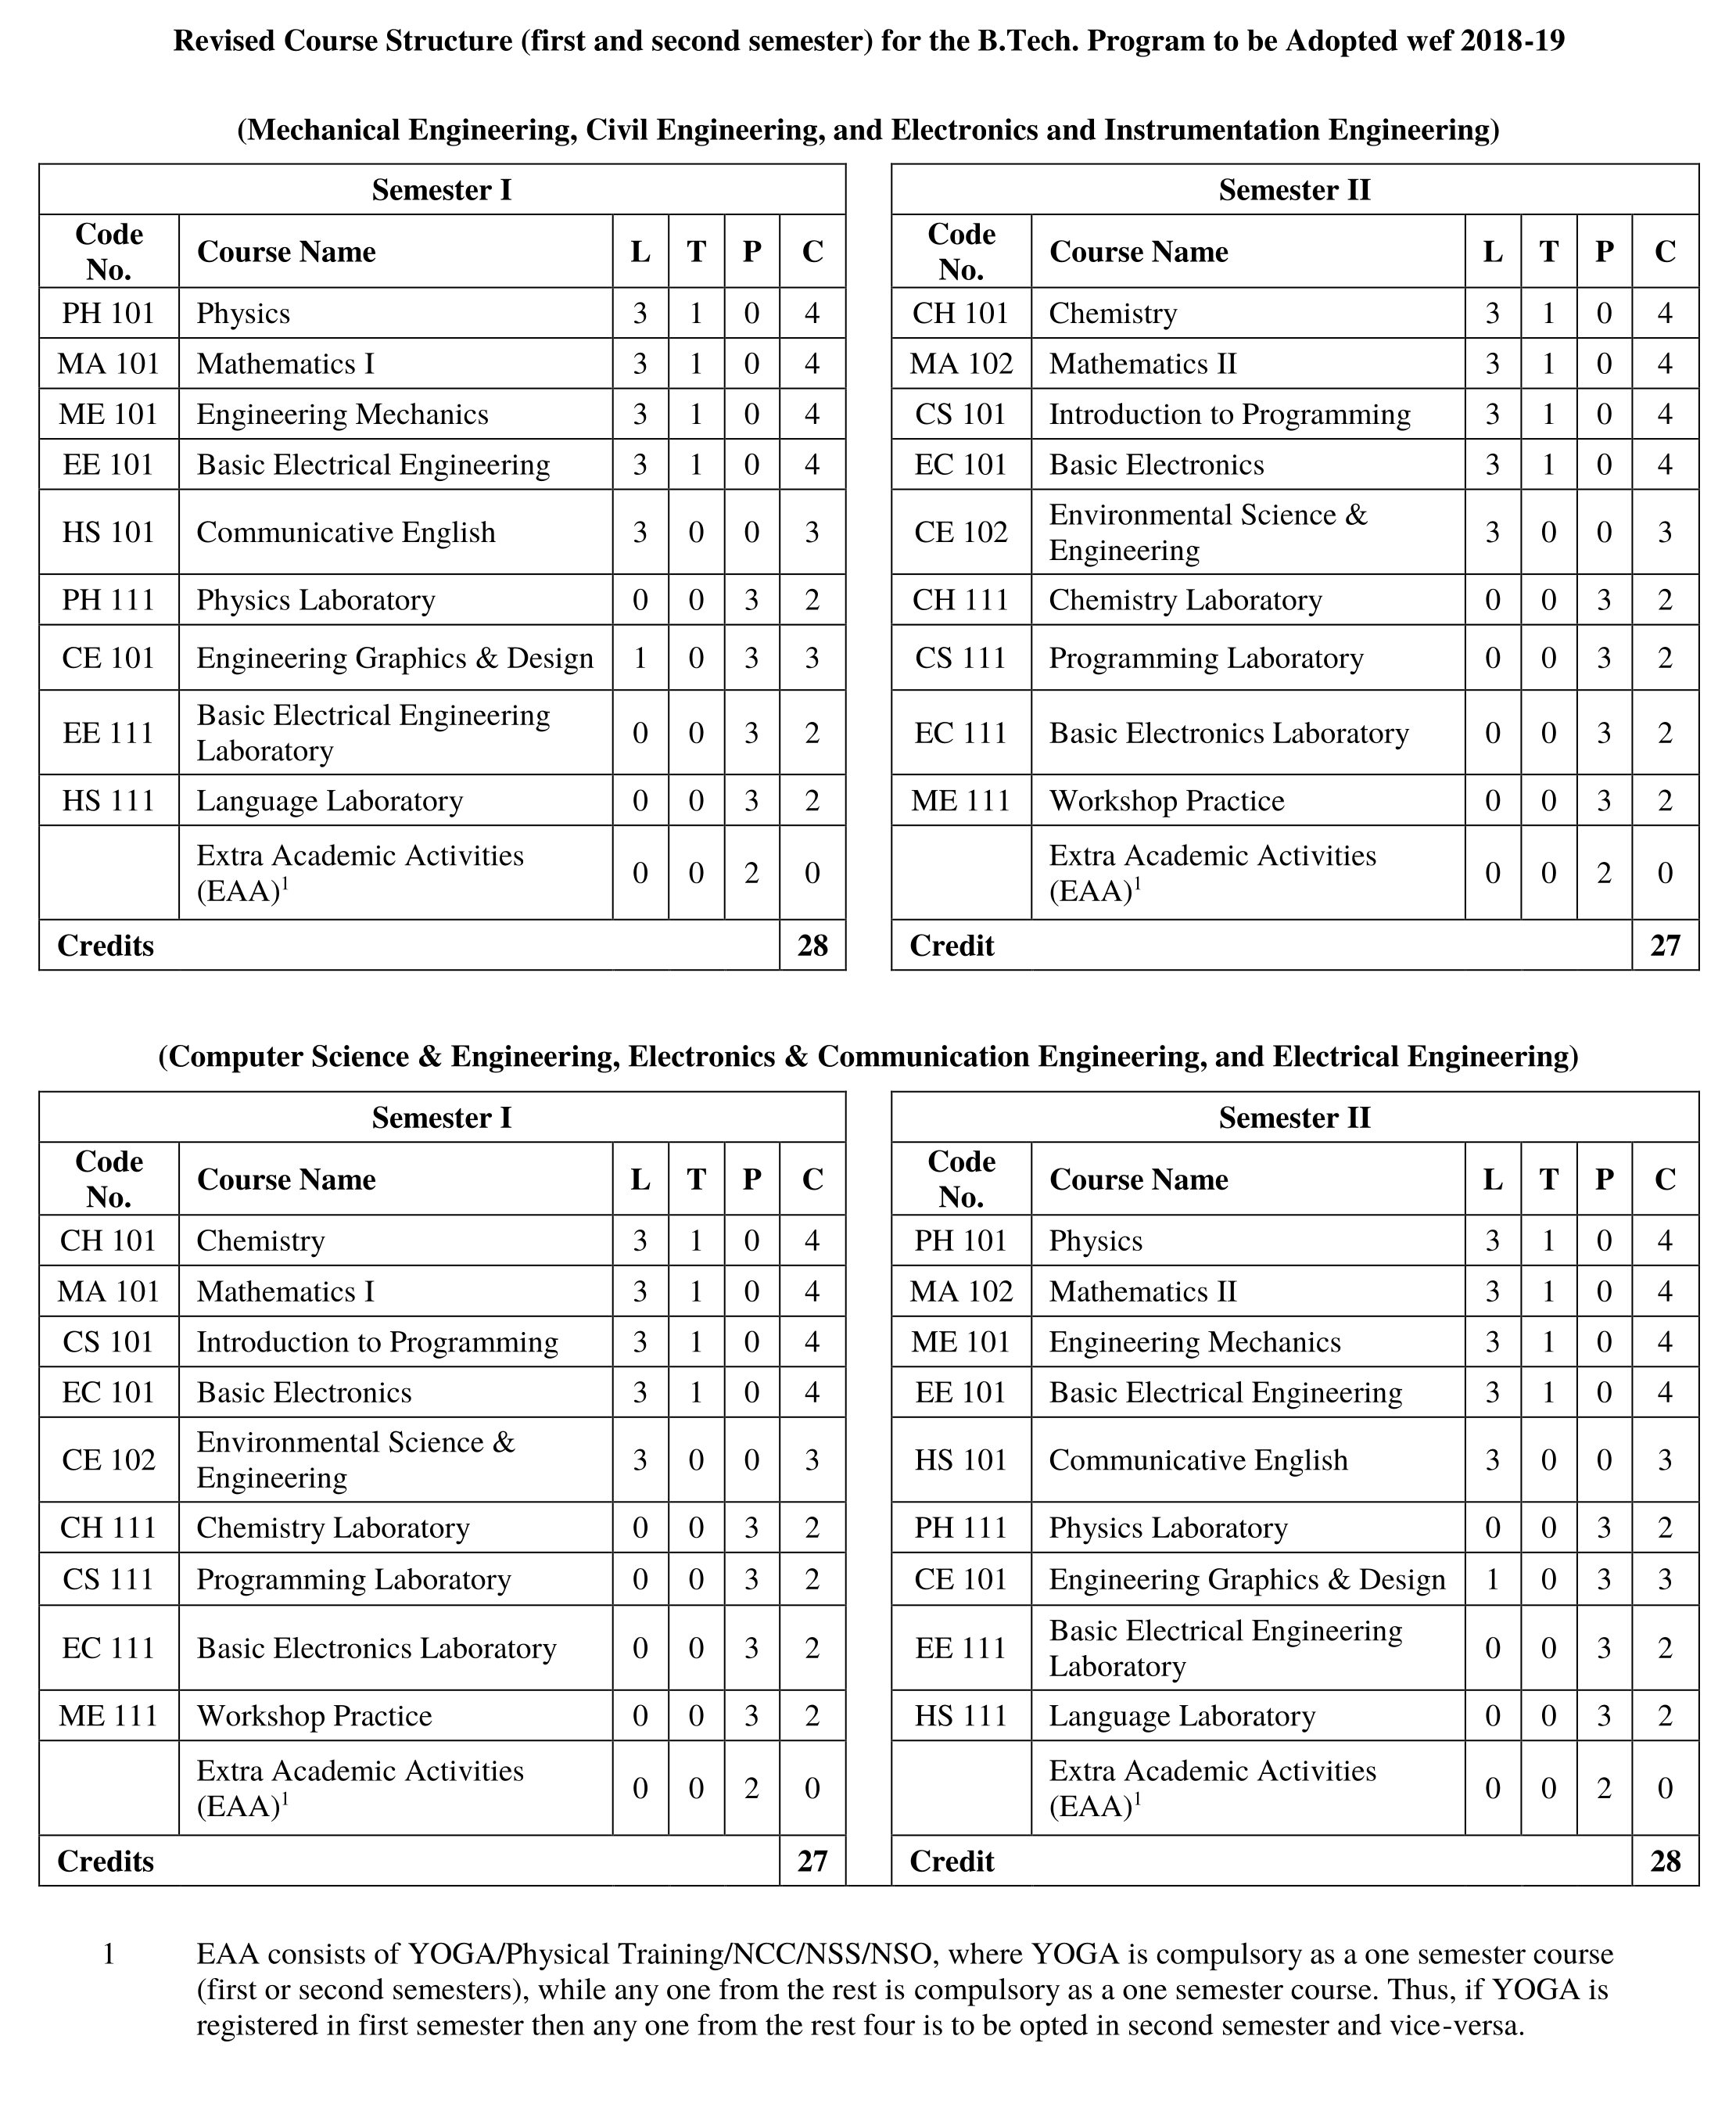 Revised Course Structure (first and second semester) for the B.Tech. Program to be Adopted wef 2018-19
(Mechanical Engineering, Civil Engineering, and Electronics and Instrumentation Engineering)
Semester I
Code No. Course Name L T P C
PH 101 Physics 3 1 0 4
MA 101 Mathematics I 3 1 0 4
ME 101 Engineering Mechanics 3 1 0 4
EE 101 Basic Electrical Engineering 3 1 0 4
HS 101 Communicative English 3 0 0 3
PH 111 Physics Laboratory 0 0 3 2
CE 101 Engineering Graphics & Design 1 0 3 3
EE 111 Basic Electrical Engineering Laboratory 0 0 3 2
HS 111 Language Laboratory 0 0 3 2
Extra Academic Activities (EAA)1 0 0 2 0
Credits 28
Semester II
Code No. Course Name L T P C
CH 101 Chemistry 3 1 0 4
MA 102 Mathematics II 3 1 0 4
CS 101 Introduction to Programming 3 1 0 4
EC 101 Basic Electronics 3 1 0 4
CE 102 Environmental Science & Engineering 3 0 0 3
CH 111 Chemistry Laboratory 0 0 3 2
CS 111 Programming Laboratory 0 0 3 2
EC 111 Basic Electronics Laboratory 0 0 3 2
ME 111 Workshop Practice 0 0 3 2
Extra Academic Activities (EAA)1 0 0 2 0
Credit 27
(Computer Science & Engineering, Electronics & Communication Engineering, and Electrical Engineering)
Semester I
Code No. Course Name L T P C
CH 101 Chemistry 3 1 0 4
MA 101 Mathematics I 3 1 0 4
CS 101 Introduction to Programming 3 1 0 4
EC 101 Basic Electronics 3 1 0 4
CE 102 Environmental Science & Engineering 3 0 0 3
CH 111 Chemistry Laboratory 0 0 3 2
CS 111 Programming Laboratory 0 0 3 2
EC 111 Basic Electronics Laboratory 0 0 3 2
ME 111 Workshop Practice 0 0 3 2
Extra Academic Activities (EAA)1 0 0 2 0
Credits 27
Semester II
Code No. Course Name L T P C
PH 101 Physics 3 1 0 4
MA 102 Mathematics II 3 1 0 4
ME 101 Engineering Mechanics 3 1 0 4
EE 101 Basic Electrical Engineering 3 1 0 4
HS 101 Communicative English 3 0 0 3
PH 111 Physics Laboratory 0 0 3 2
CE 101 Engineering Graphics & Design 1 0 3 3
EE 111 Basic Electrical Engineering Laboratory 0 0 3 2
HS 111 Language Laboratory 0 0 3 2
Extra Academic Activities (EAA)1 0 0 2 0
Credit 28
1 EAA consists of YOGA/Physical Training/NCC/NSS/NSO, where YOGA is compulsory as a one semester course
(first or second semesters), while any one from the rest is compulsory as a one semester course. Thus, if YOGA is
registered in first semester then any one from the rest four is to be opted in second semester and vice-versa.